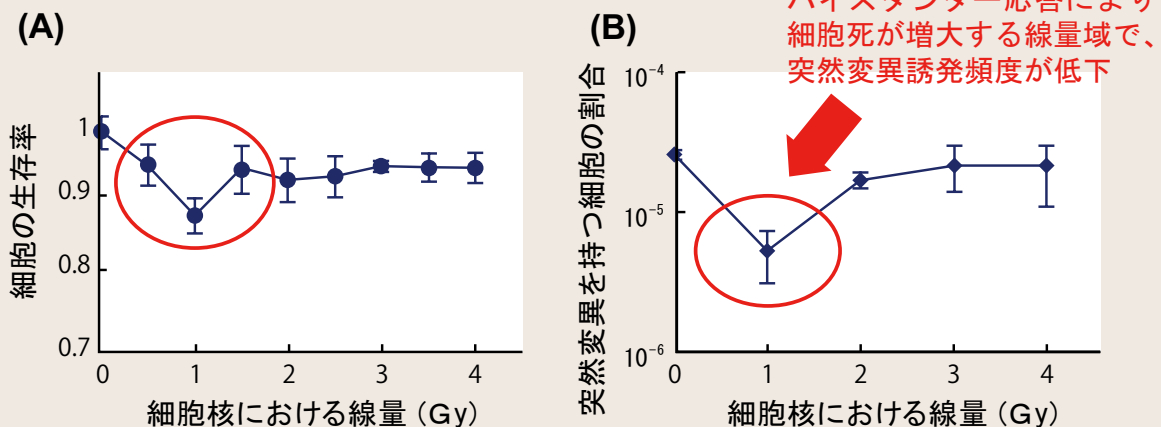 (A)
細胞の生存率
1
0.9
0.8
0.7
0 1 2 3 4
細胞核における線量（Gy）
(B)
バイスタンダー応答により
細胞死が増大する線量域で、
突然変異誘発頻度が低下
突然変異を持つ細胞の割合
10⁻⁴
10⁻⁵
10⁻⁶
0 1 2 3 4
細胞核における線量（Gy）